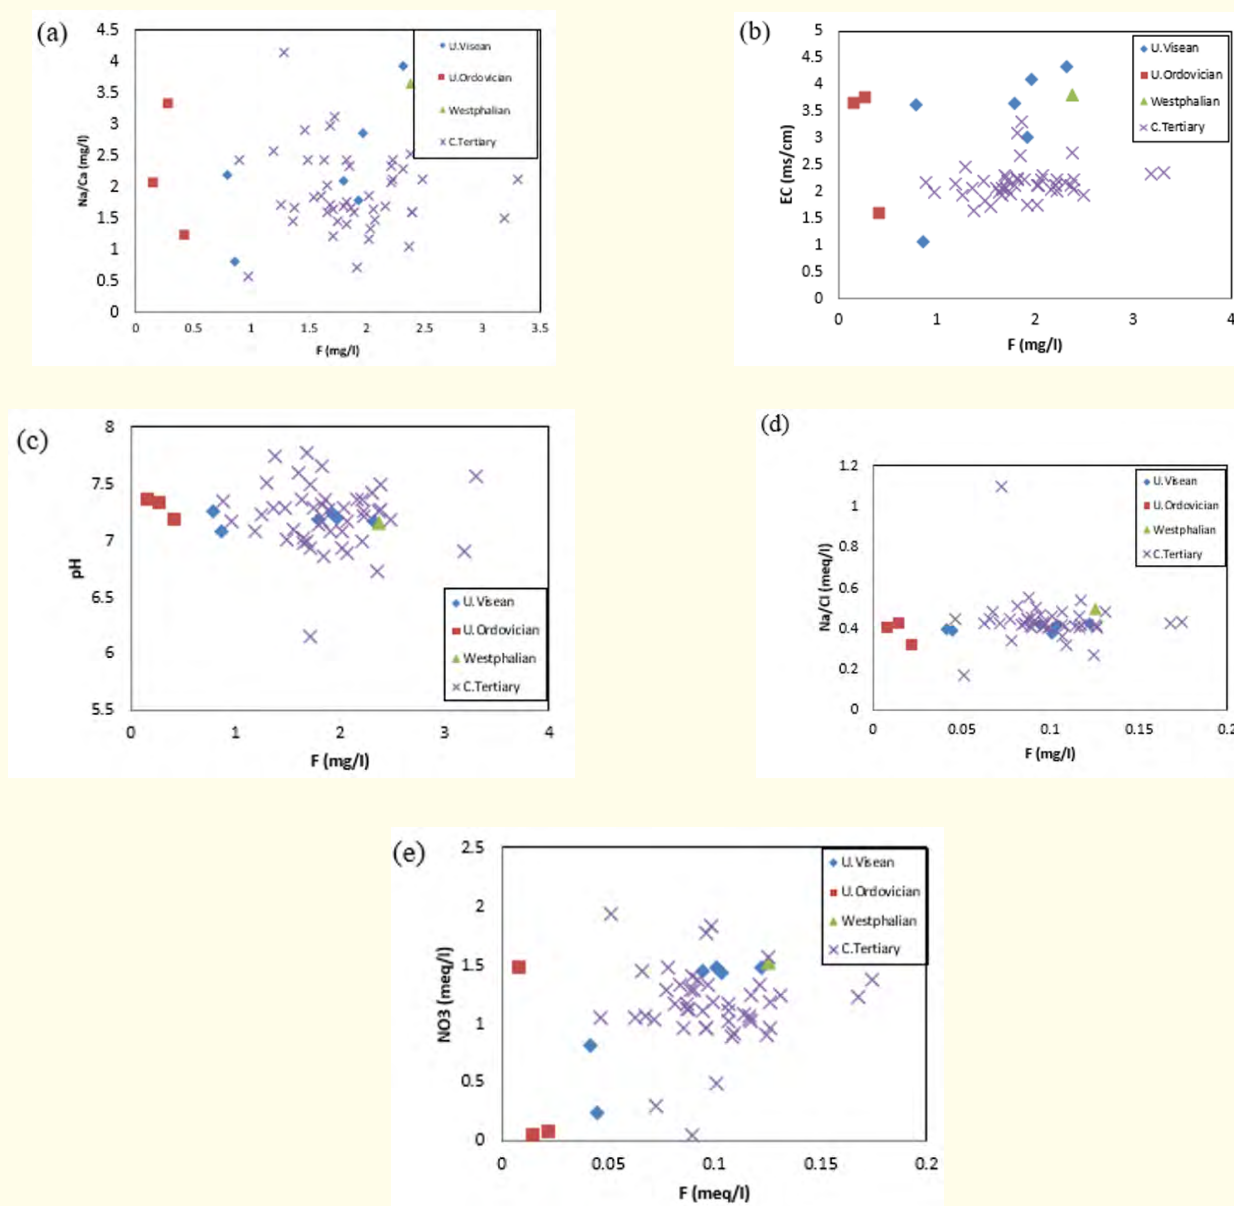 (a)
4.5
4
3.5
3
2.5
2
1.5
1
0.5
0
Na/Ca (mg/l)
0 0.5 1 1.5 2 2.5 3 3.5
F (mg/l)
U.Visean
U.Ordovician
Westphalian
C.Tertiary
(b)
5
4.5
4
3.5
3
2.5
2
1.5
1
0.5
0
EC (ms/cm)
0 1 2 3 4
F (mg/l)
U.Visean
U.Ordovician
Westphalian
C.Tertiary
(c)
8
7.5
7
6.5
6
5.5
pH
0 1 2 3 4
F (mg/l)
U.Visean
U.Ordovician
Westphalian
C.Tertiary
(d)
1.2
1
0.8
0.6
0.4
0.2
0
Na/Cl (meq/l)
0 0.05 0.1 0.15 0.2
F (mg/l)
U.Visean
U.Ordovician
Westphalian
C.Tertiary
(e)
2.5
2
1.5
1
0.5
0
NO3 (meq/l)
0 0.05 0.1 0.15 0.2
F (meq/l)
U.Visean
U.Ordovician
Westphalian
C.Tertiary